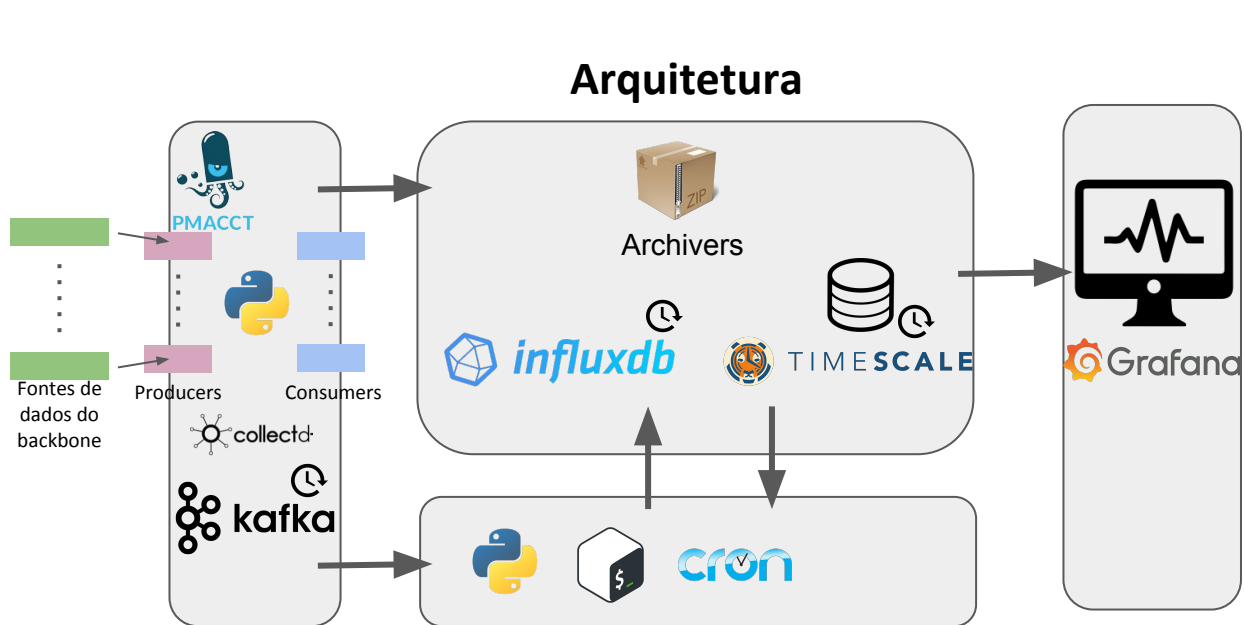 Arquitetura
PMACCT
ZIP
Archivers
influxdb
TIMESCALE
Grafana
Fontes de
dados do
backbone
Producers
Consumers
collectd
kafka
$_
cron